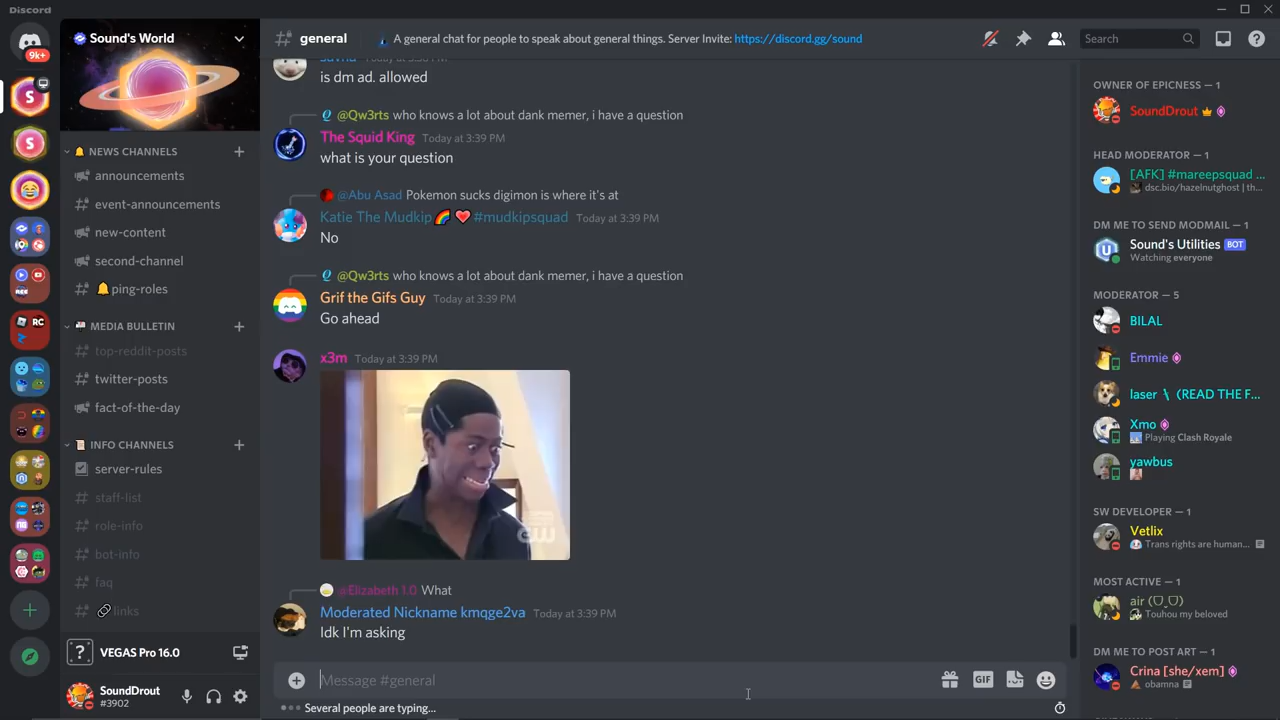 Discord
9k+
Sound's World
general
A general chat for people to speak about general things. Server Invite: https://discord.gg/sound
Search
NEWS CHANNELS
announcements
event-announcements
new-content
second-channel
ping-roles
MEDIA BULLETIN
top-reddit-posts
twitter-posts
fact-of-the-day
INFO CHANNELS
server-rules
staff-list
role-info
bot-info
faq
links
VEGAS Pro 16.0
SoundDrout
#3902
is dm ad. allowed
@Qw3rts who knows a lot about dank memer, i have a question
The Squid King Today at 3:39 PM
what is your question
@Abu Asad Pokemon sucks digimon is where it's at
Katie The Mudkip🌈❤️ #mudkipsquad Today at 3:39 PM
No
@Qw3rts who knows a lot about dank memer, i have a question
Grif the Gifs Guy Today at 3:39 PM
Go ahead
x3m Today at 3:39 PM
CW
@Elizabeth 1.0 What
Moderated Nickname kmqge2va Today at 3:39 PM
Idk I'm asking
Message #general
GIF
Several people are typing...
OWNER OF EPICNESS — 1
SoundDrout
HEAD MODERATOR — 1
[AFK] #mareepsquad ...
dsc.bio/hazelnutghost | th...
DM ME TO SEND MODMAIL — 1
Sound's Utilities BOT
Watching everyone
MODERATOR — 5
BILAL
Emmie
laser \ (READ THE F...
Xmo
Playing Clash Royale
yawbus
SW DEVELOPER — 1
Vetlix
Trans rights are human...
MOST ACTIVE — 1
air (ᗜ_ᗜ)
Touhou my beloved
DM ME TO POST ART — 1
Crina [she/xem]
obamna